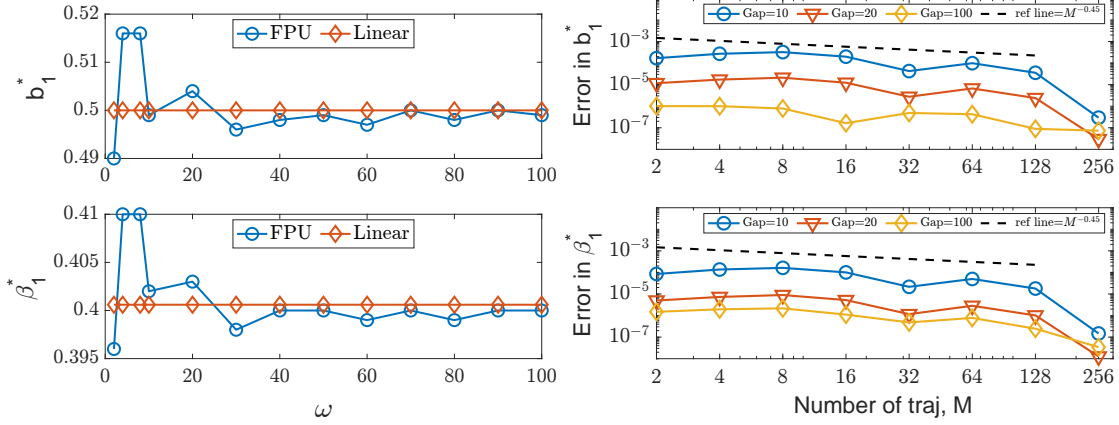 0.52
0.51
0.5
0.49
b*1
FPU Linear
0 20 40 60 80 100
0.41
0.405
0.4
0.395
β*1
FPU Linear
0 20 40 60 80 100
ω
Gap=10 Gap=20 Gap=100 ref line=M^-0.45
10^-3
10^-5
10^-7
Error in b*1
2 4 8 16 32 64 128 256
Gap=10 Gap=20 Gap=100 ref line=M^-0.45
10^-3
10^-5
10^-7
Error in β*1
2 4 8 16 32 64 128 256
Number of traj, M